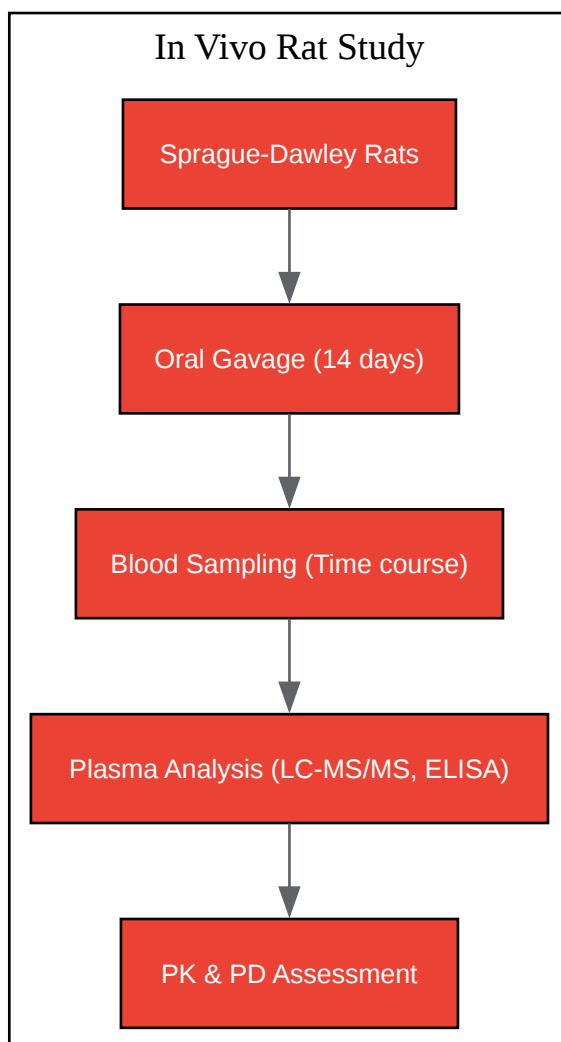 In Vivo Rat Study
Sprague-Dawley Rats
Oral Gavage (14 days)
Blood Sampling (Time course)
Plasma Analysis (LC-MS/MS, ELISA)
PK & PD Assessment